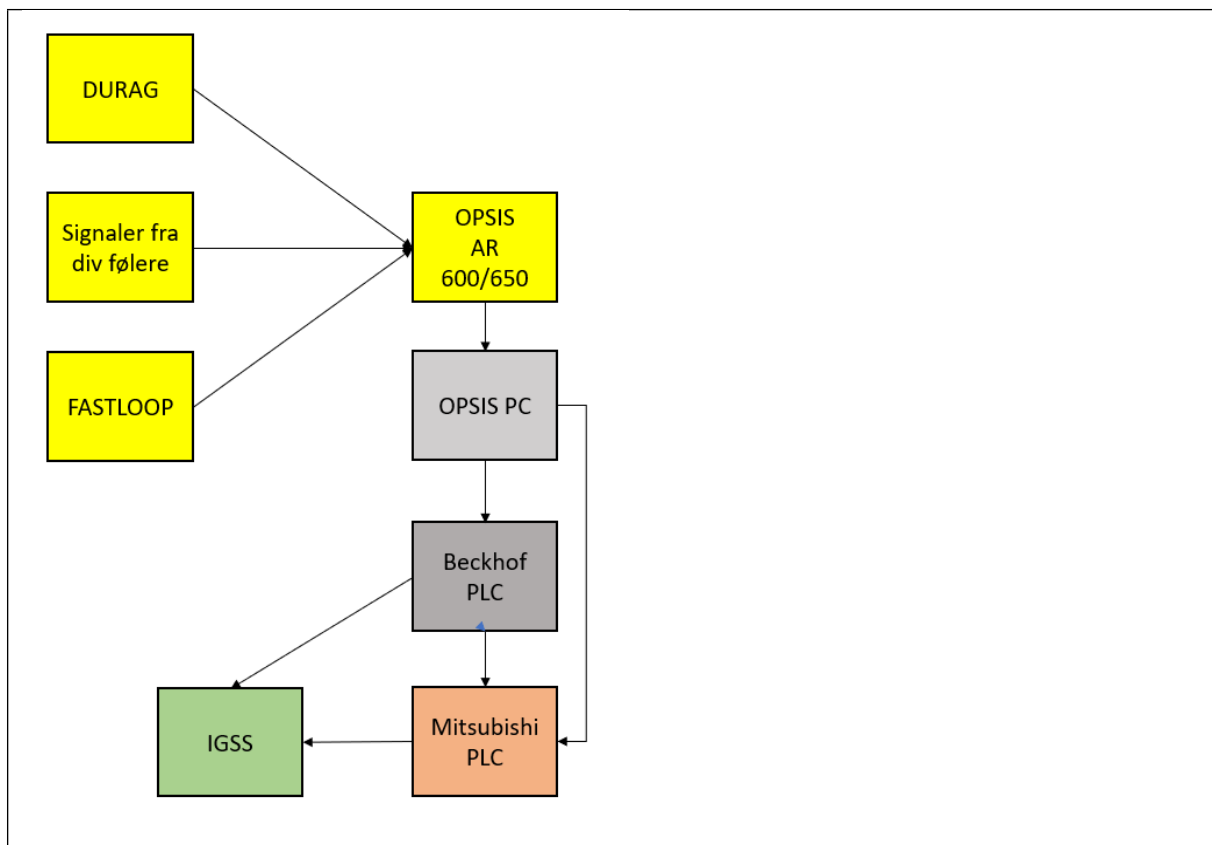 DURAG
Signaler fra
div følere
OPSIS
AR
600/650
FASTLOOP
OPSIS PC
Beckhof
PLC
IGSS
Mitsubishi
PLC